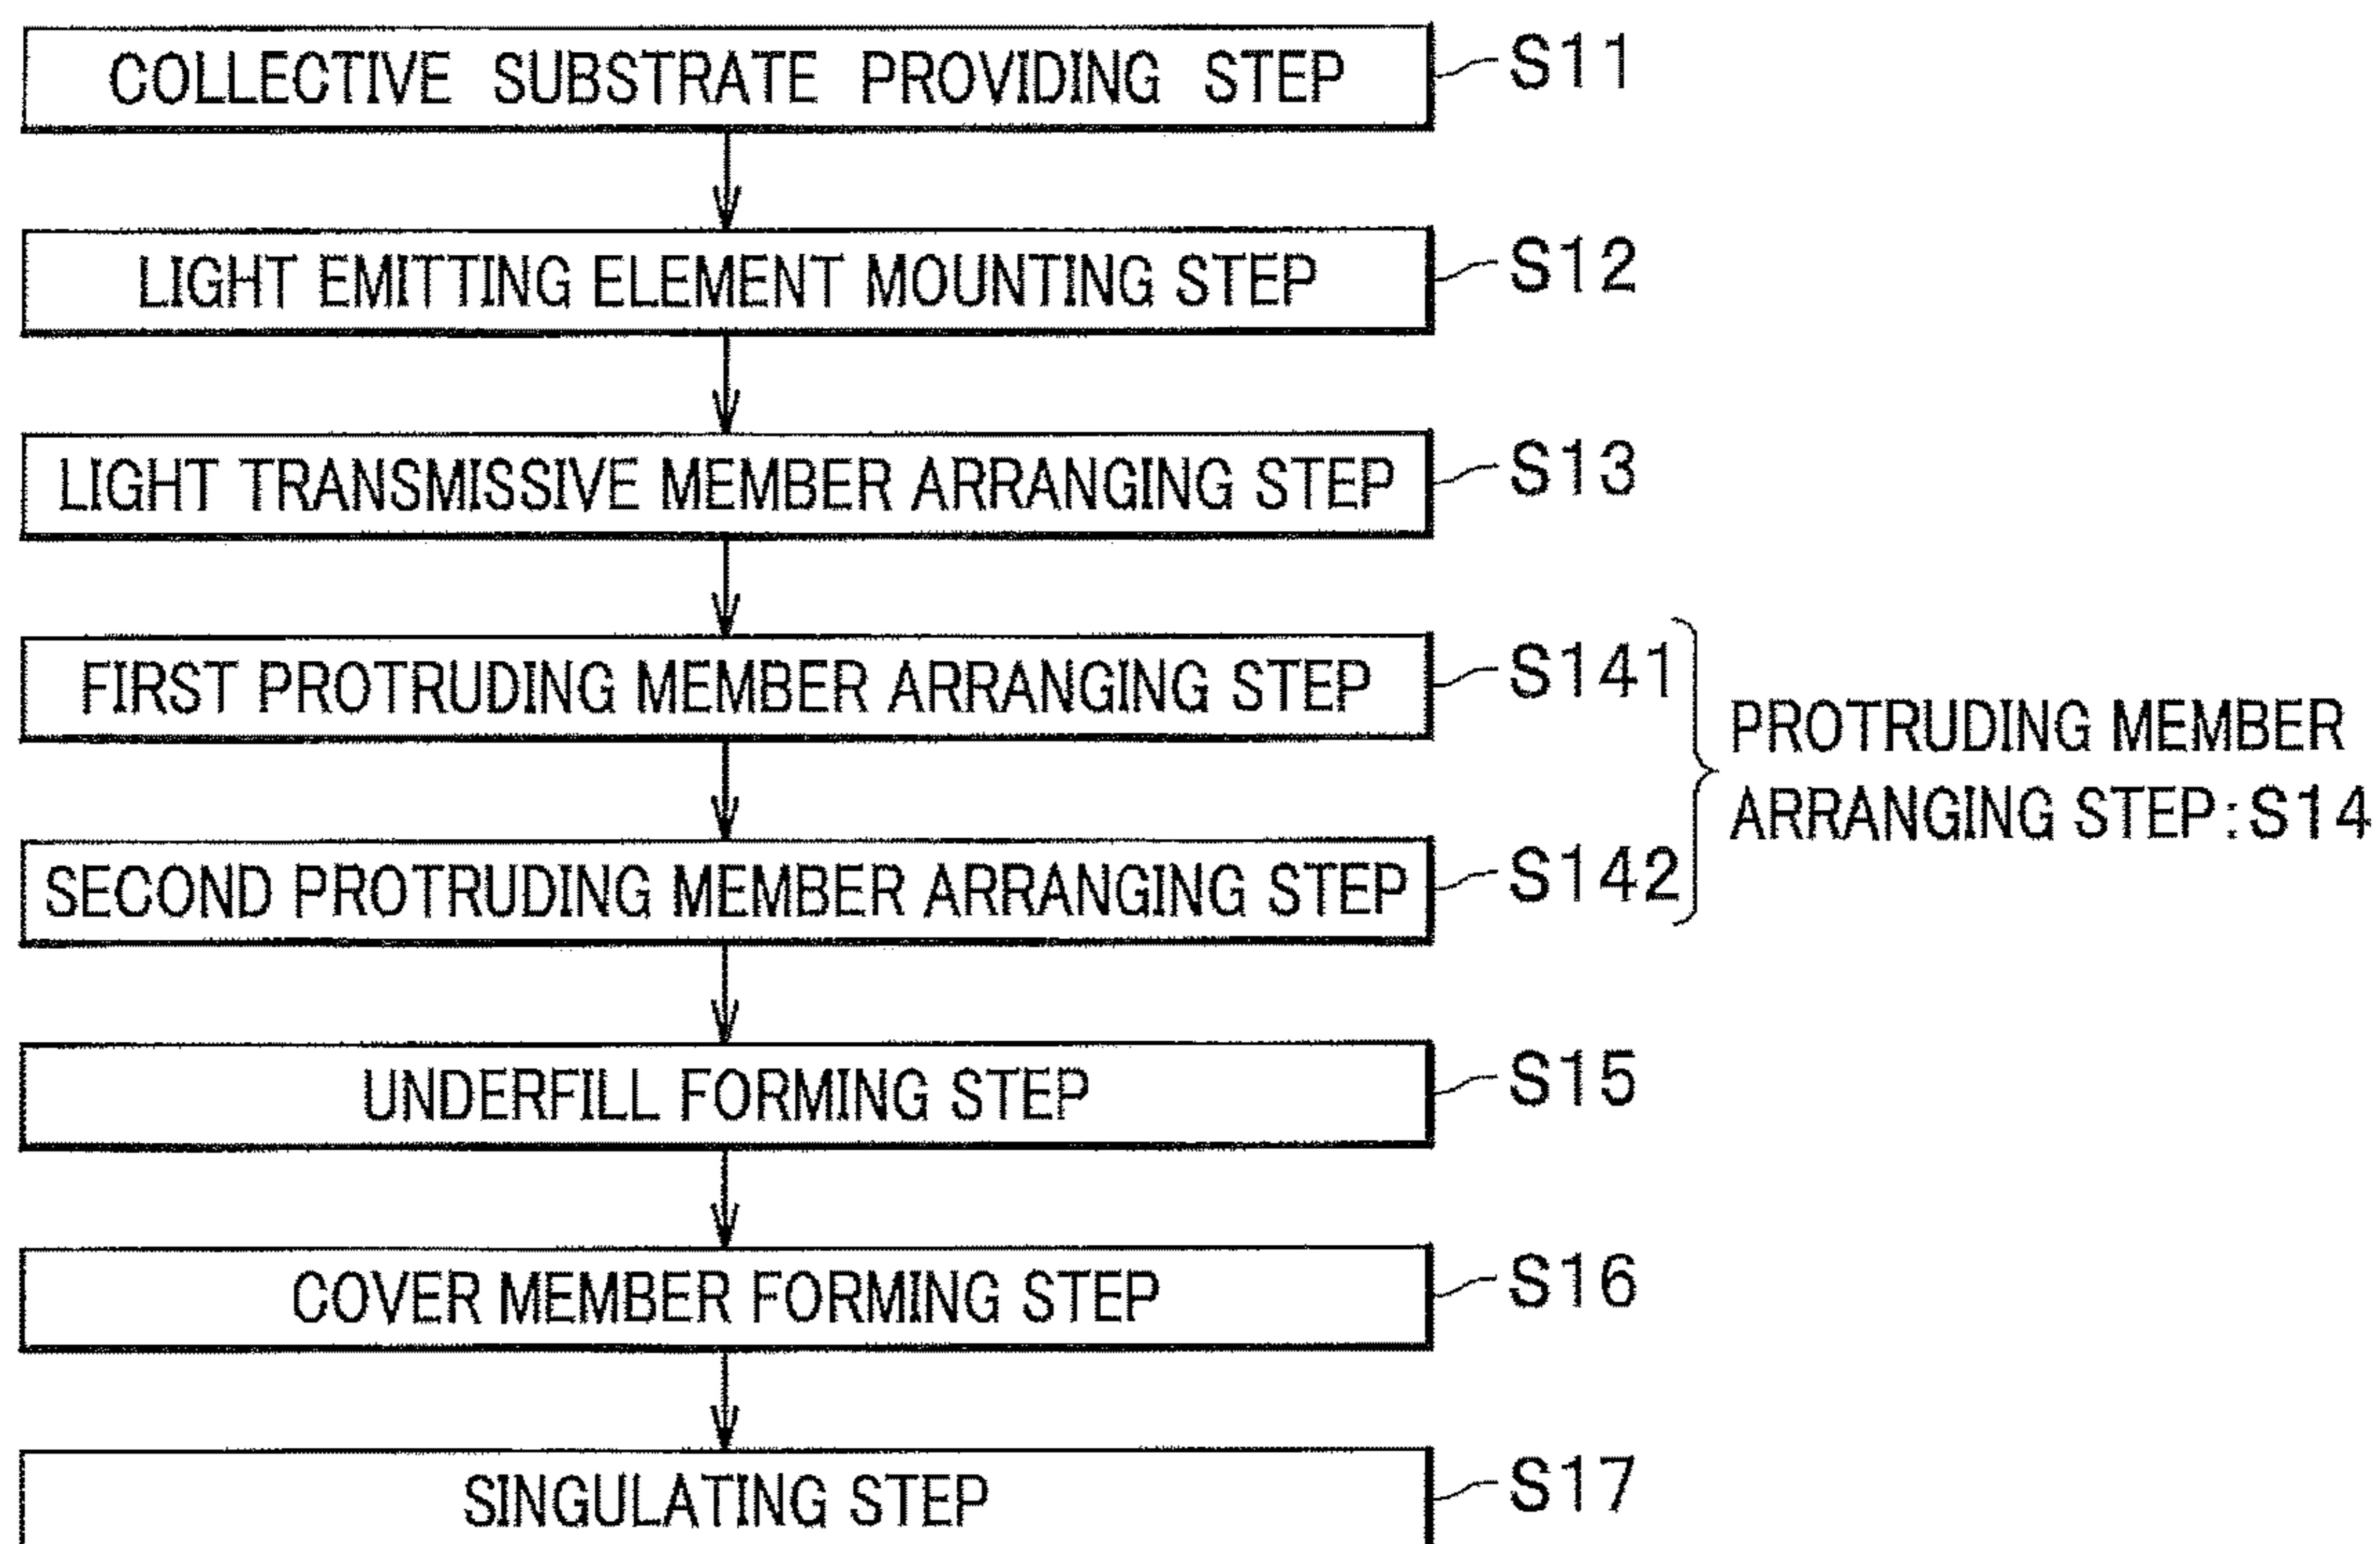 COLLECTIVE SUBSTRATE PROVIDING STEP S11
LIGHT EMITTING ELEMENT MOUNTING STEP S12
LIGHT TRANSMISSIVE MEMBER ARRANGING STEP S13
FIRST PROTRUDING MEMBER ARRANGING STEP S141
PROTRUDING MEMBER
ARRANGING STEP:S14
SECOND PROTRUDING MEMBER ARRANGING STEP S142
UNDERFILL FORMING STEP S15
COVER MEMBER FORMING STEP S16
SINGULATING STEP S17